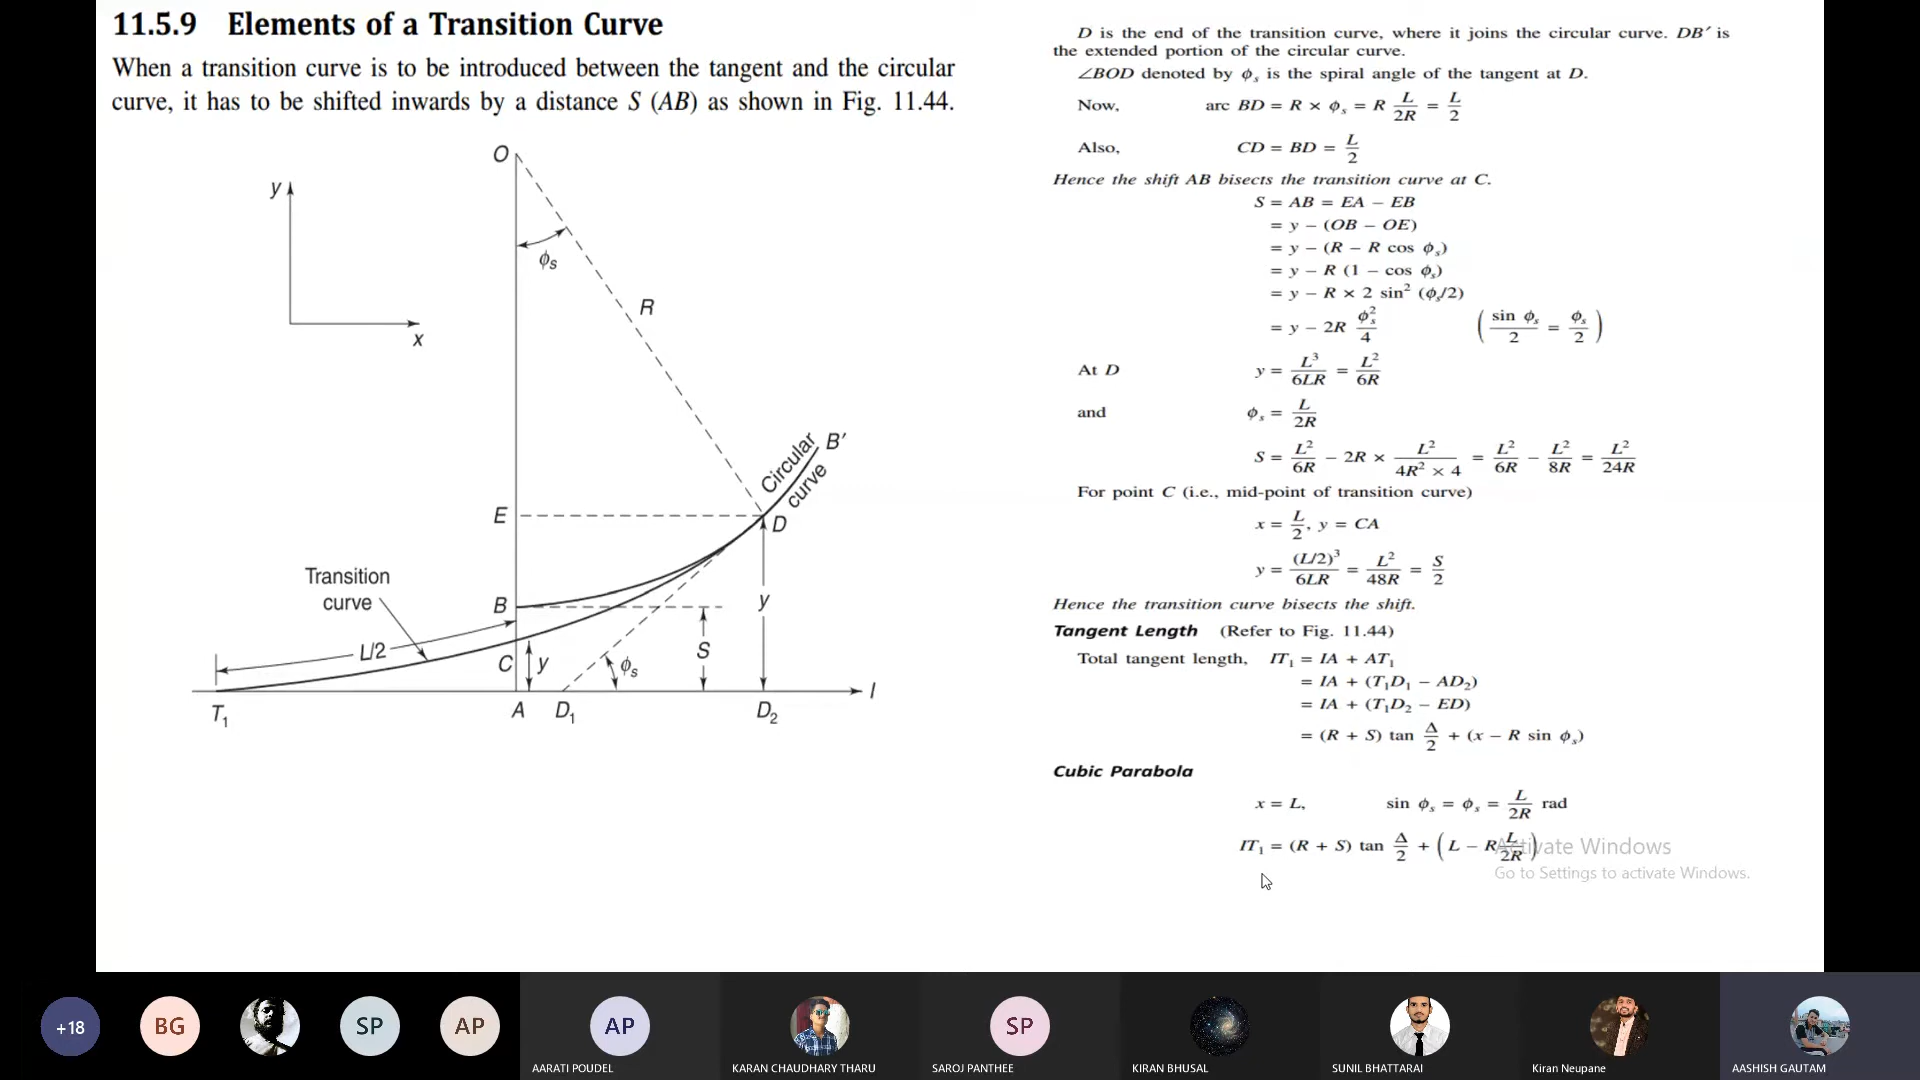 11.5.9 Elements of a Transition Curve
When a transition curve is to be introduced between the tangent and the circular
curve, it has to be shifted inwards by a distance S (AB) as shown in Fig. 11.44.
O
y
ϕs
R
x
Circular
curve
B′
E
D
Transition
curve
B
y
L/2
S
C
y
ϕs
I
T1
A
D1
D2
D is the end of the transition curve, where it joins the circular curve. DB′ is
the extended portion of the circular curve.
∠BOD denoted by ϕs is the spiral angle of the tangent at D.
Now, arc BD = R × ϕs = R L/2R = L/2
Also, CD = BD = L/2
Hence the shift AB bisects the transition curve at C.
S = AB = EA − EB
= y − (OB − OE)
= y − (R − R cos ϕs)
= y − R (1 − cos ϕs)
= y − R × 2 sin² (ϕs/2)
= y − 2R ϕs²/4 (sin ϕs/2 = ϕs/2)
At D y = L³/6LR = L²/6R
and ϕs = L/2R
S = L²/6R − 2R × L²/4R² × 4 = L²/6R − L²/8R = L²/24R
For point C (i.e., mid-point of transition curve)
x = L/2, y = CA
y = (L/2)³/6LR = L²/48R = S/2
Hence the transition curve bisects the shift.
Tangent Length (Refer to Fig. 11.44)
Total tangent length, IT1 = IA + AT1
= IA + (T1D1 − AD2)
= IA + (T1D2 − ED)
= (R + S) tan Δ/2 + (x − R sin ϕs)
Cubic Parabola
x = L, sin ϕs = ϕs = L/2R rad
IT1 = (R + S) tan Δ/2 + (L − R L/2R)
Activate Windows
Go to Settings to activate Windows.
+18
BG
SP
AP
AP
SP
AARATI POUDEL
KARAN CHAUDHARY THARU
SAROJ PANTHEE
KIRAN BHUSAL
SUNIL BHATTARAI
Kiran Neupane
AASHISH GAUTAM